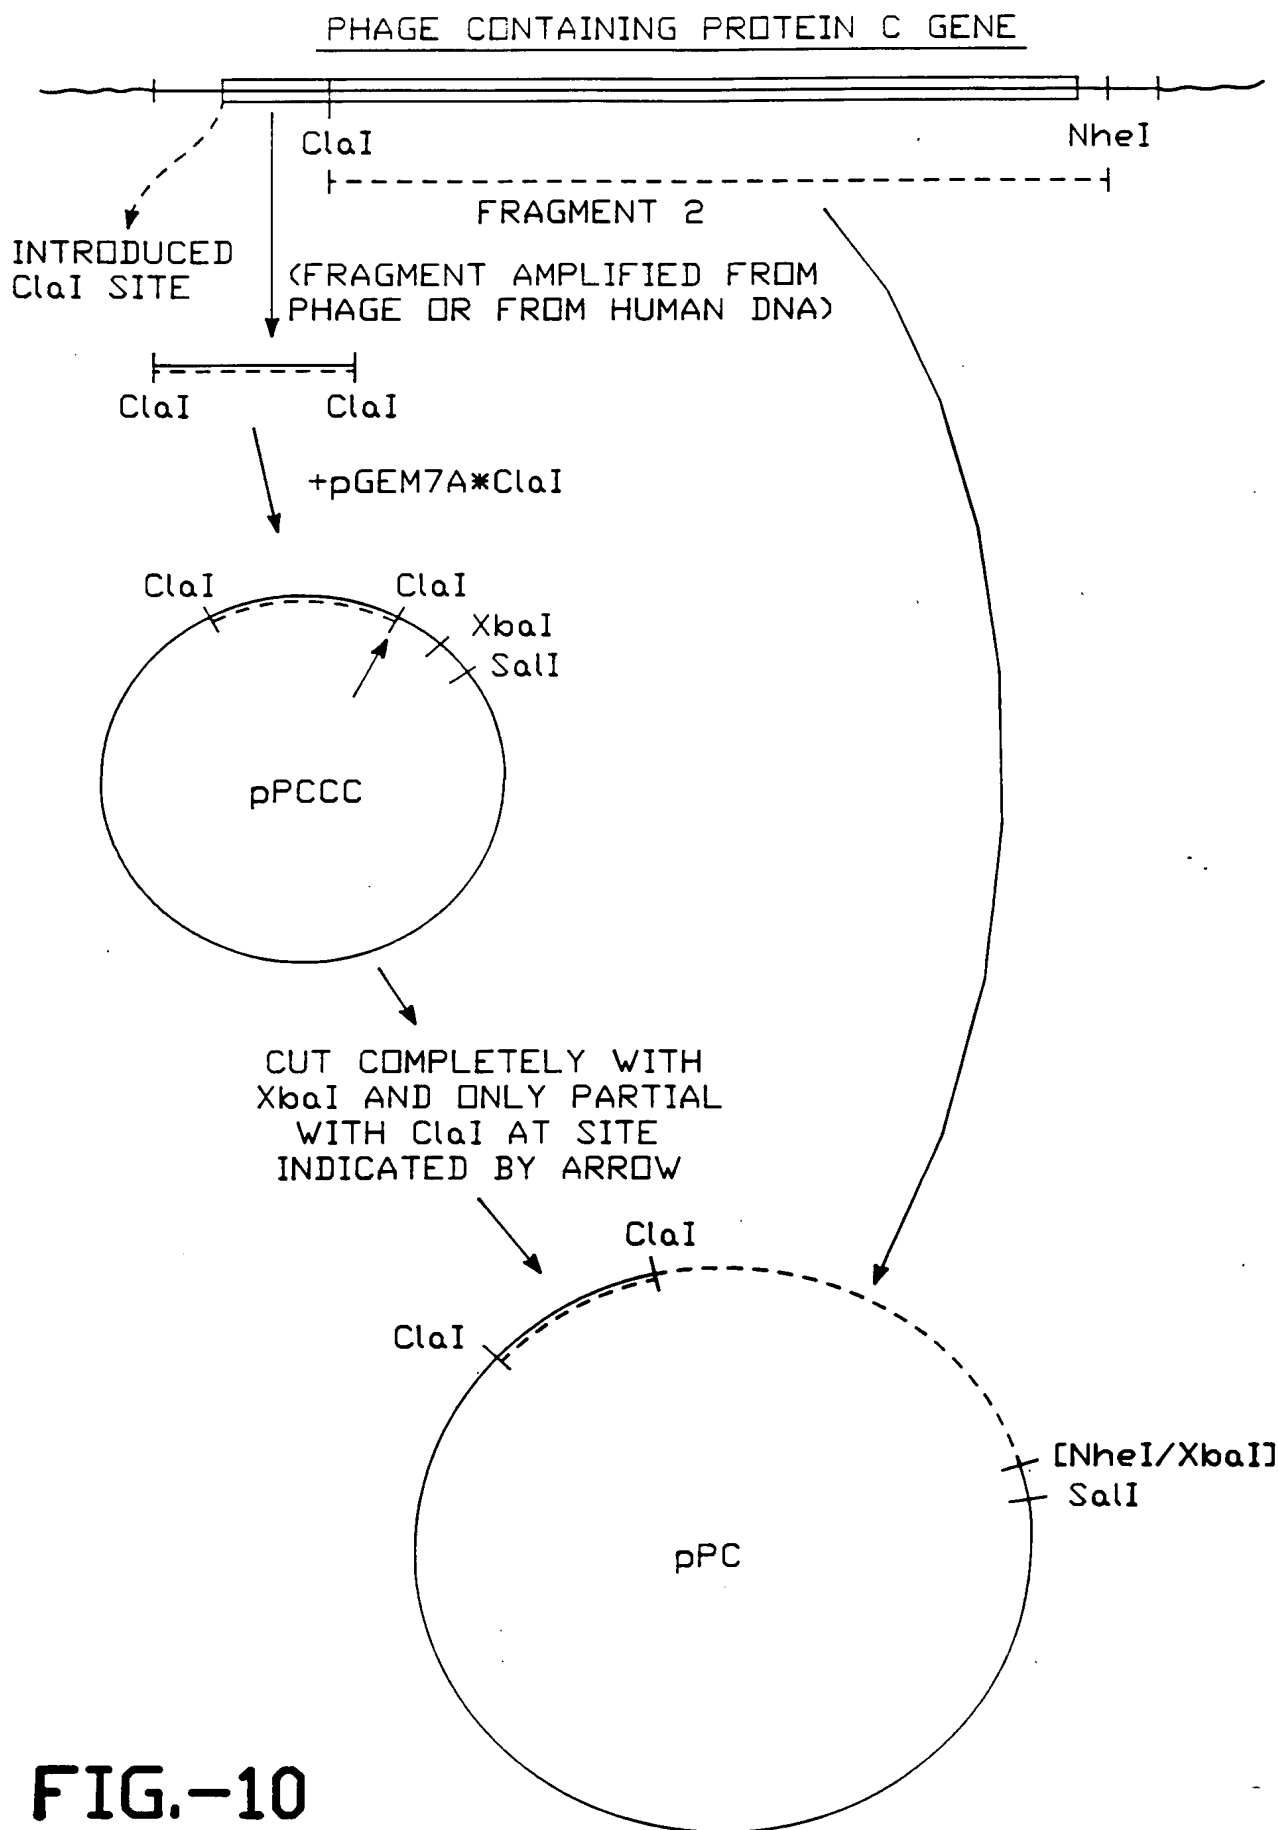 PHAGE CONTAINING PROTEIN C GENE
ClaI
NheI
FRAGMENT 2
INTRODUCED
ClaI SITE
(FRAGMENT AMPLIFIED FROM
PHAGE OR FROM HUMAN DNA)
ClaI
ClaI
+pGEM7A*ClaI
ClaI
ClaI
XbaI
SalI
pPCCC
CUT COMPLETELY WITH
XbaI AND ONLY PARTIAL
WITH ClaI AT SITE
INDICATED BY ARROW
ClaI
ClaI
[NheI/XbaI]
SalI
pPC
FIG.-10